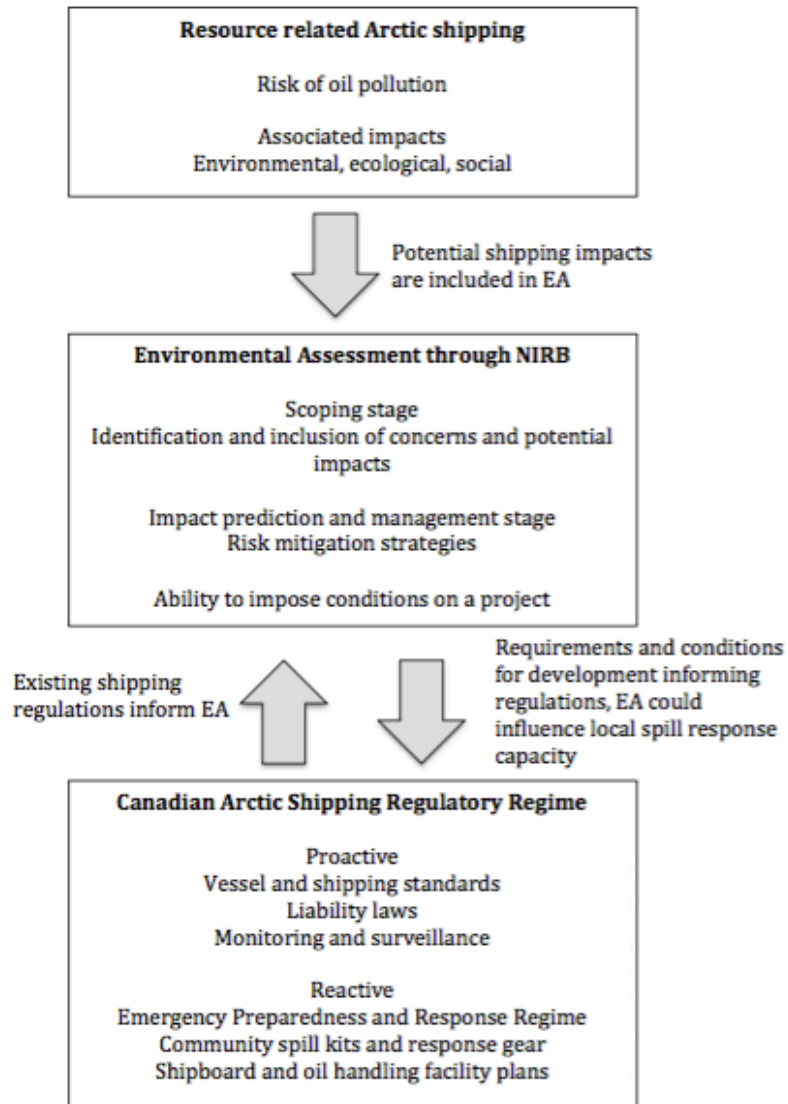 Resource related Arctic shipping
Risk of oil pollution
Associated impacts
Environmental, ecological, social
Potential shipping impacts
are included in EA
Environmental Assessment through NIRB
Scoping stage
Identification and inclusion of concerns and potential
impacts
Impact prediction and management stage
Risk mitigation strategies
Ability to impose conditions on a project
Existing shipping
regulations inform EA
Requirements and conditions
for development informing
regulations, EA could
influence local spill response
capacity
Canadian Arctic Shipping Regulatory Regime
Proactive
Vessel and shipping standards
Liability laws
Monitoring and surveillance
Reactive
Emergency Preparedness and Response Regime
Community spill kits and response gear
Shipboard and oil handling facility plans